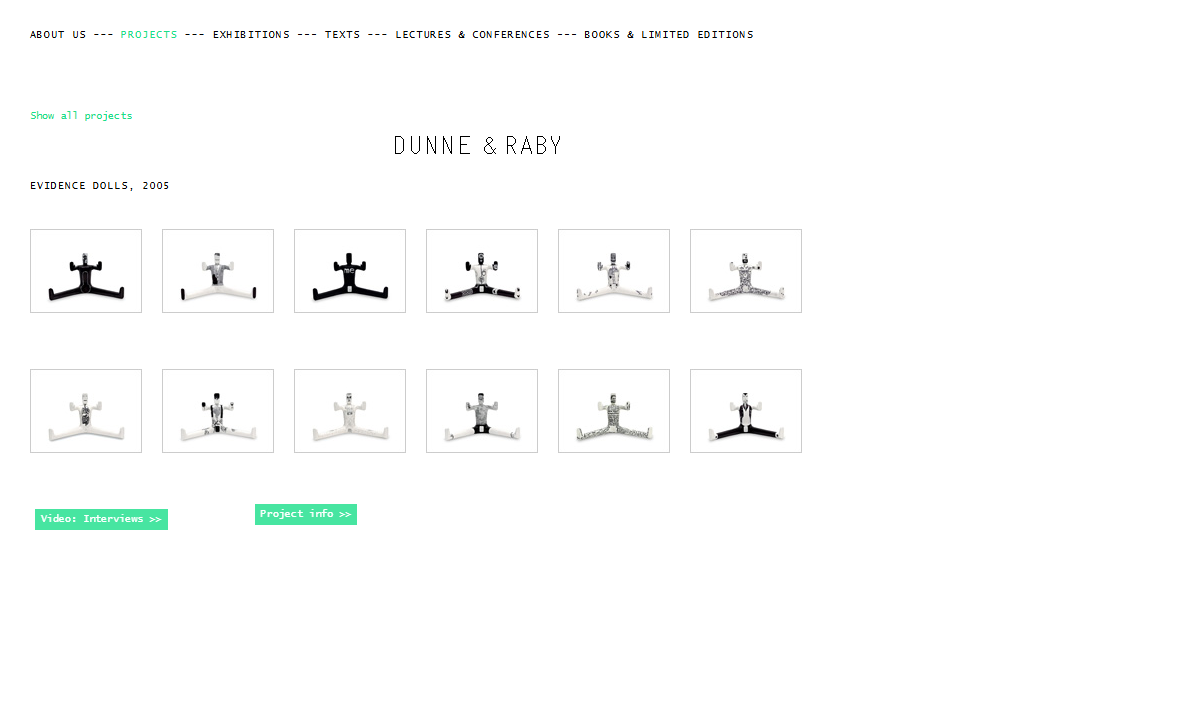 ABOUT US --- PROJECTS --- EXHIBITIONS --- TEXTS --- LECTURES & CONFERENCES --- BOOKS & LIMITED EDITIONS
Show all projects
DUNNE & RABY
EVIDENCE DOLLS, 2005
Video: Interviews >>
Project info >>